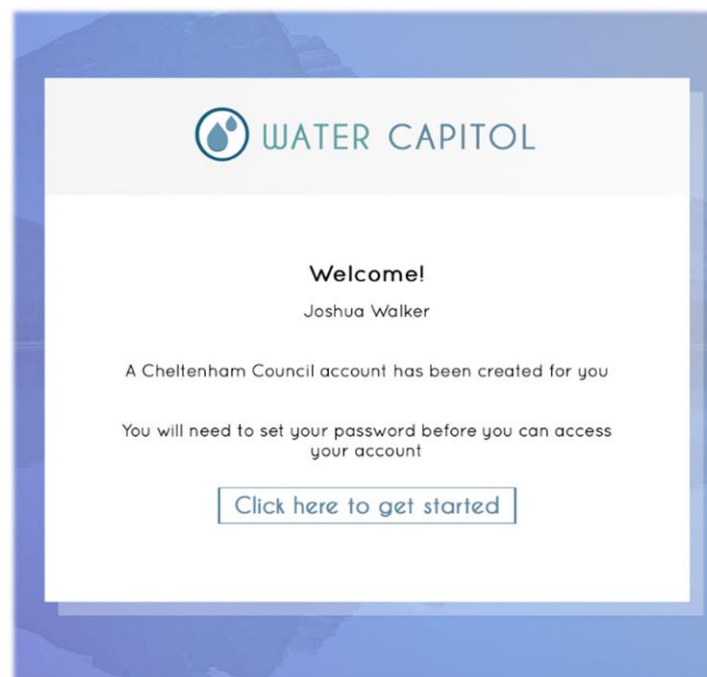 WATER CAPITOL
Welcome!
Joshua Walker
A Cheltenham Council account has been created for you
You will need to set your password before you can access
your account
Click here to get started